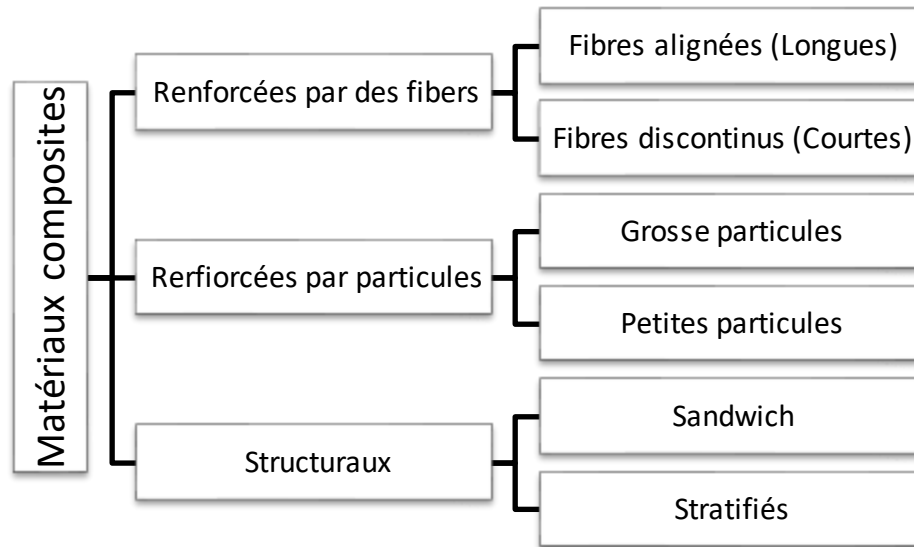 Matériaux composites
Renforcées par des fibers
Fibres alignées (Longues)
Fibres discontinus (Courtes)
Rerfiorcées par particules
Grosse particules
Petites particules
Structuraux
Sandwich
Stratifiés